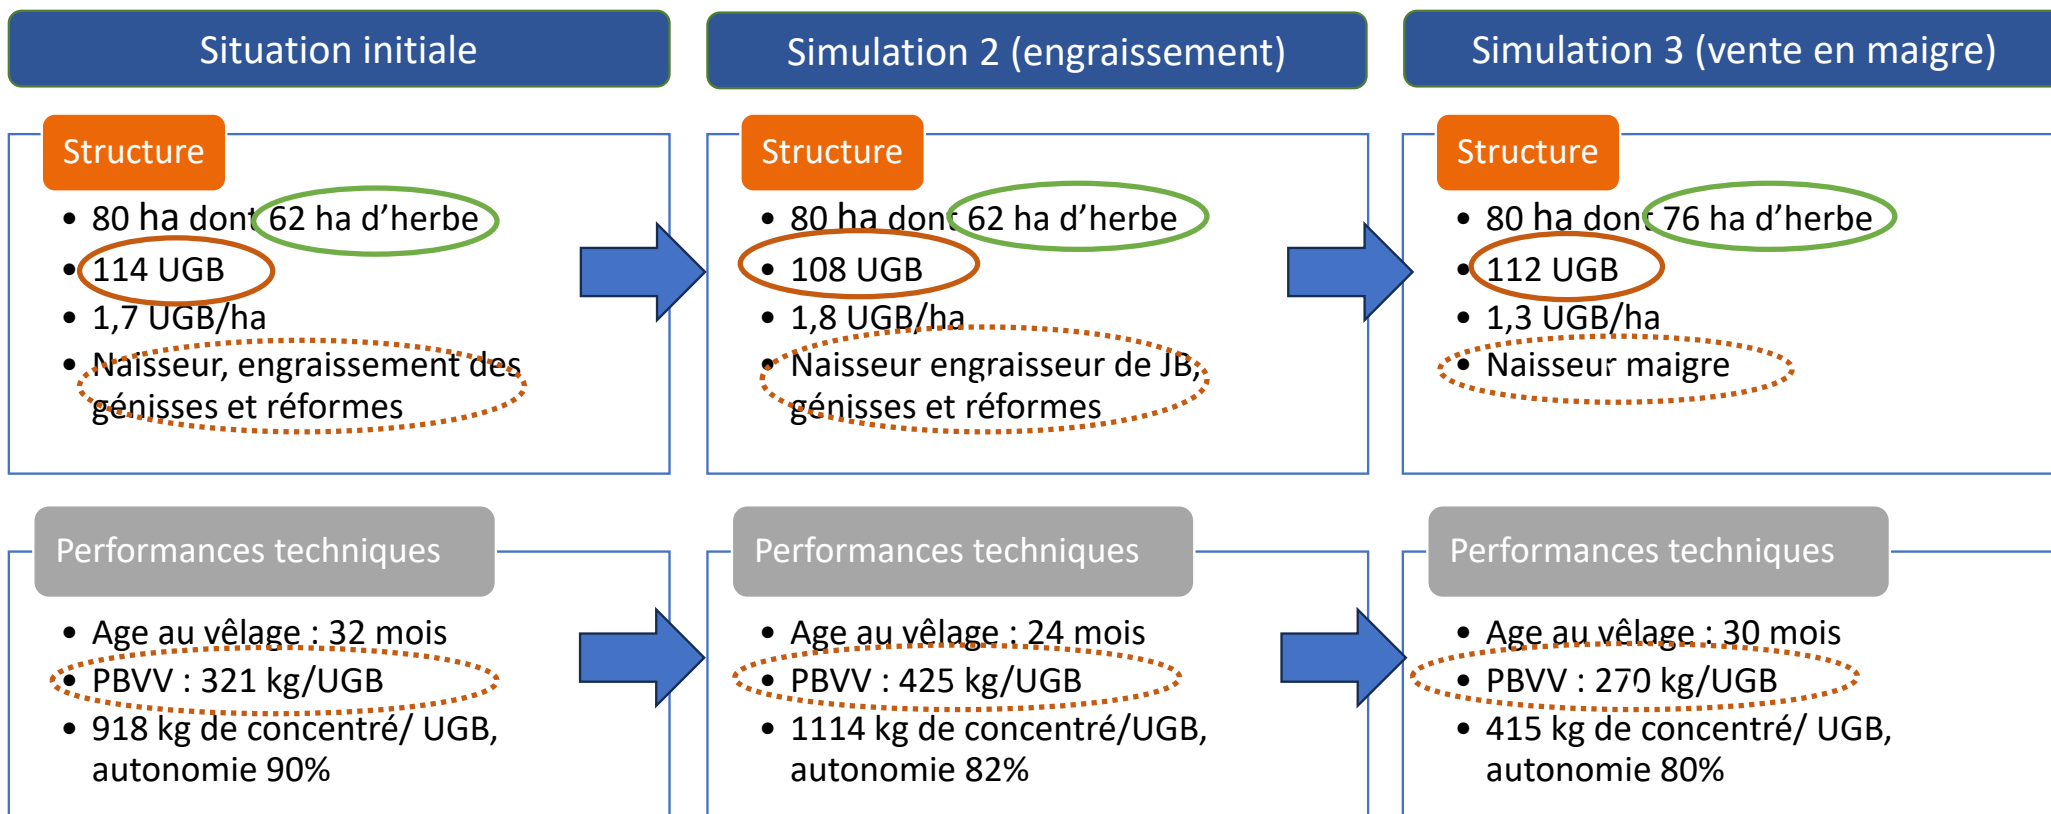 Situation initiale
Structure
• 80 ha dont 62 ha d’herbe
• 114 UGB
• 1,7 UGB/ha
• Naisseur, engraissement des
génisses et réformes
Performances techniques
• Age au vêlage : 32 mois
• PBVV : 321 kg/UGB
• 918 kg de concentré/ UGB,
autonomie 90%
Simulation 2 (engraissement)
Structure
• 80 ha dont 62 ha d’herbe
• 108 UGB
• 1,8 UGB/ha
• Naisseur engraisseur de JB,
génisses et réformes
Performances techniques
• Age au vêlage : 24 mois
• PBVV : 425 kg/UGB
• 1114 kg de concentré/UGB,
autonomie 82%
Simulation 3 (vente en maigre)
Structure
• 80 ha dont 76 ha d’herbe
• 112 UGB
• 1,3 UGB/ha
• Naisseur maigre
Performances techniques
• Age au vêlage : 30 mois
• PBVV : 270 kg/UGB
• 415 kg de concentré/ UGB,
autonomie 80%